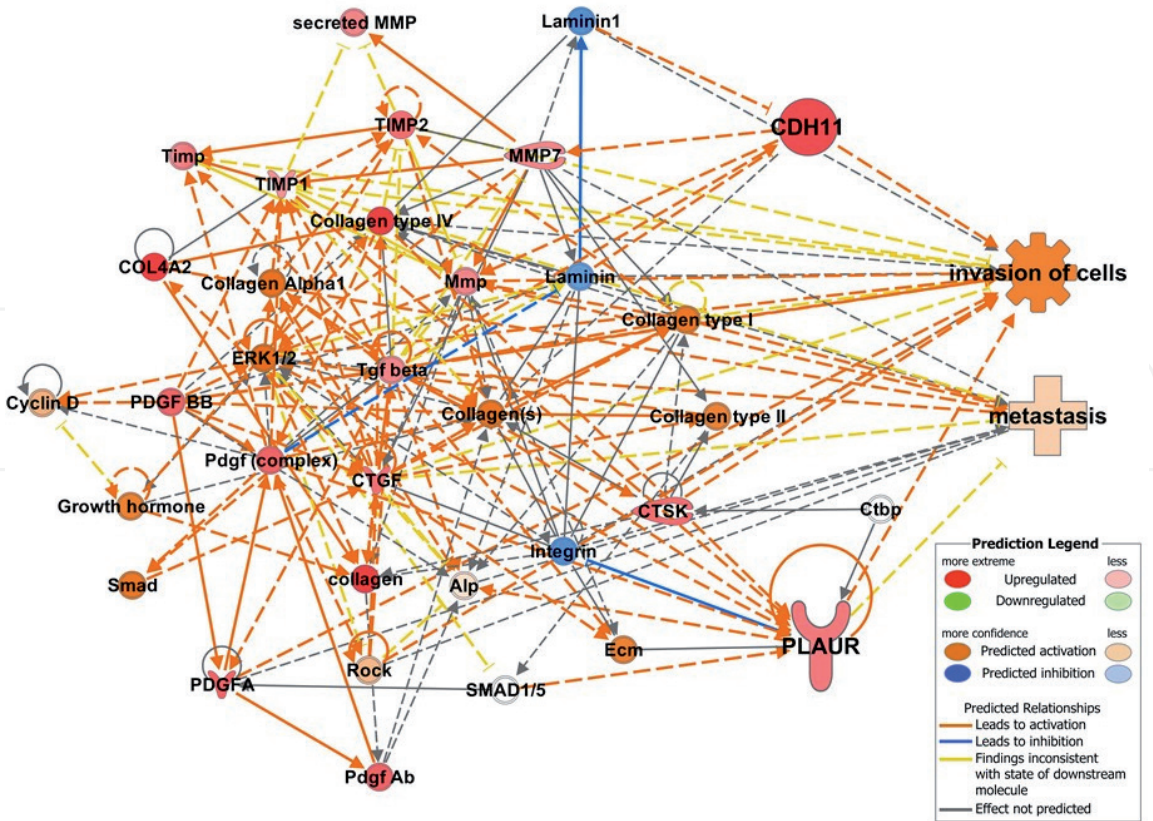 secreted MMP
Laminin1
TIMP2
CDH11
Timp
MMP7
TIMP1
Collagen type IV
COL4A2
Collagen Alpha1
Mmp
Laminin
invasion of cells
Collagen type I
ERK1/2
Tgf beta
Cyclin D
PDGF BB
Collagen(s)
Collagen type II
metastasis
Pdgf (complex)
CTGF
Growth hormone
CTSK
Ctbp
Integrin
Smad
collagen
Alp
Ecm
PLAUR
PDGFA
Rock
SMAD1/5
Pdgf Ab
Prediction Legend
more extreme less
Upregulated
Downregulated
more confidence less
Predicted activation
Predicted inhibition
Predicted Relationships
Leads to activation
Leads to inhibition
Findings inconsistent
with state of downstream
molecule
Effect not predicted